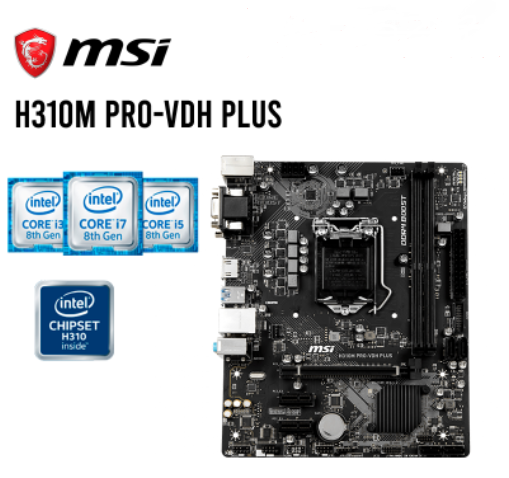 msi
H310M PRO-VDH PLUS
intel
CORE i3
8th Gen
intel
CORE i7
8th Gen
intel
CORE i5
8th Gen
intel
CHIPSET
H310
inside
DDR4 BOOST
msi
H310M PRO-VDH PLUS